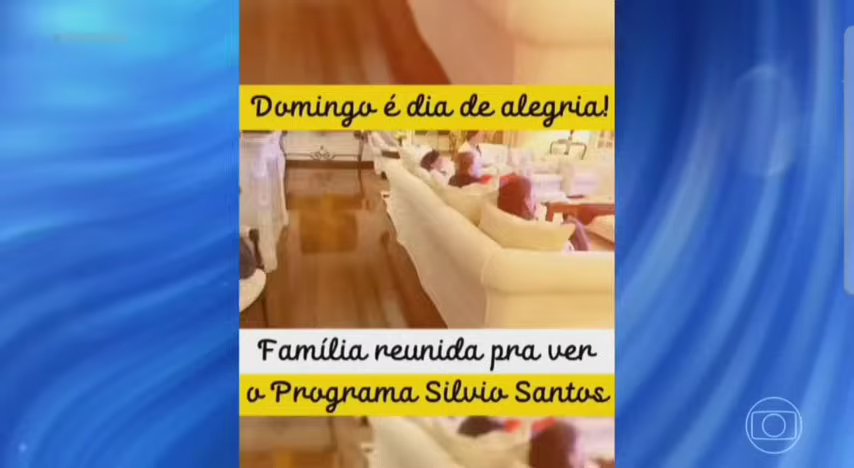 Domingo é dia de alegria!
Família reunida pra ver
o Programa Silvio Santos